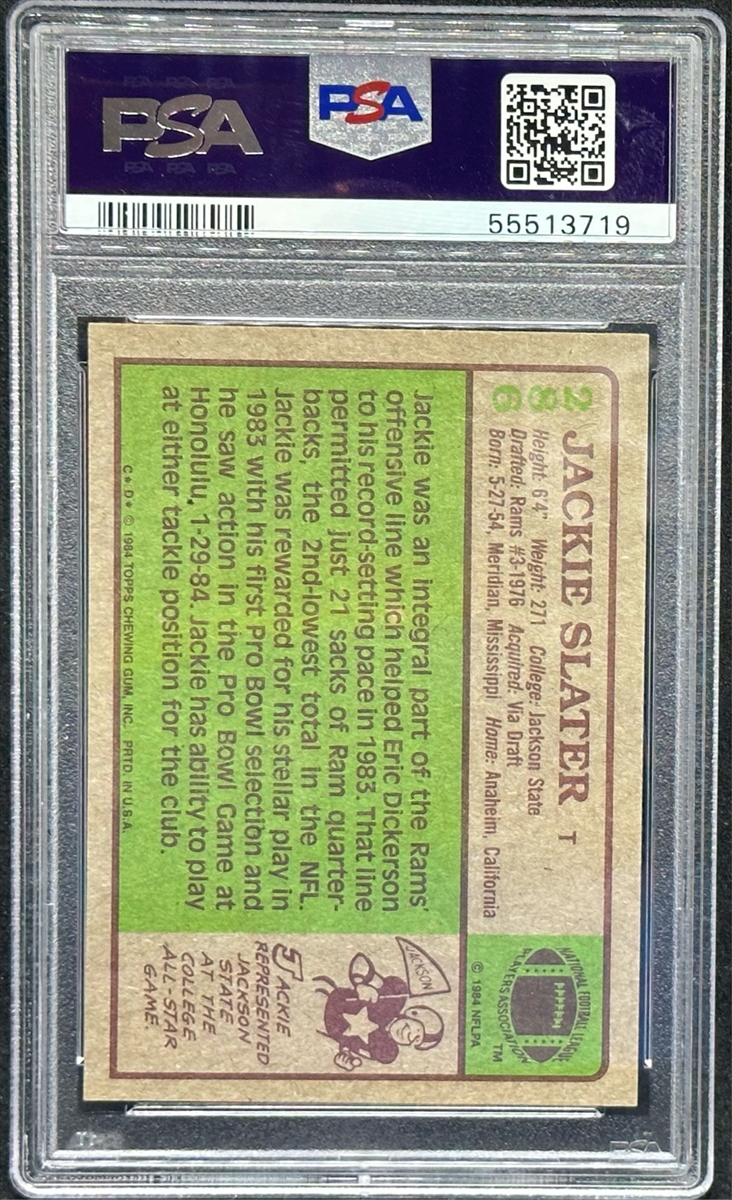 PSA PSA PSA
PSA
PSA PSA PSA
PSA
55513719
286
JACKIE SLATER T
Height: 6'4" Weight: 271 College: Jackson State
Drafted: Rams #3-1976 Acquired: Via Draft
Born: 5-27-54, Meridian, Mississippi Home: Anaheim, California
NATIONAL FOOTBALL LEAGUE
PLAYERS ASSOCIATION
TM
© 1984 NFLPA
Jackie was an integral part of the Rams'
offensive line which helped Eric Dickerson
to his record-setting pace in 1983. That line
permitted just 21 sacks of Ram quarter-
backs, the 2nd-lowest total in the NFL.
Jackie was rewarded for his stellar play in
1983 with his first Pro Bowl selection and
he saw action in the Pro Bowl Game at
Honolulu, 1-29-84. Jackie has ability to play
at either tackle position for the club.
JACKSON
JACKIE
REPRESENTED
JACKSON
STATE
AT THE
COLLEGE
ALL-STAR
GAME.
C★D★ © 1984 TOPPS CHEWING GUM, INC. PRTD. IN U.S.A.
PSA